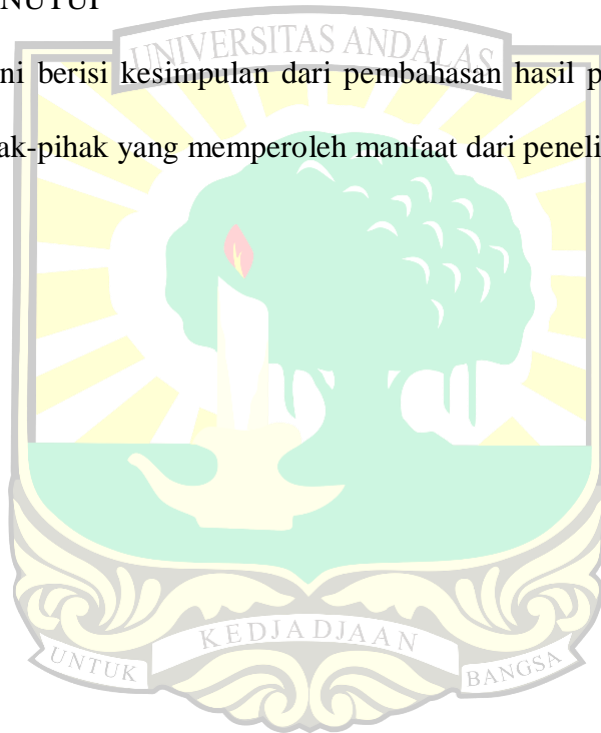 NUTUP
UNIVERSITAS ANDALAS
ni berisi kesimpulan dari pembahasan hasil p
ak-pihak yang memperoleh manfaat dari peneli
KEDJADJAAN
UNTUK BANGSA